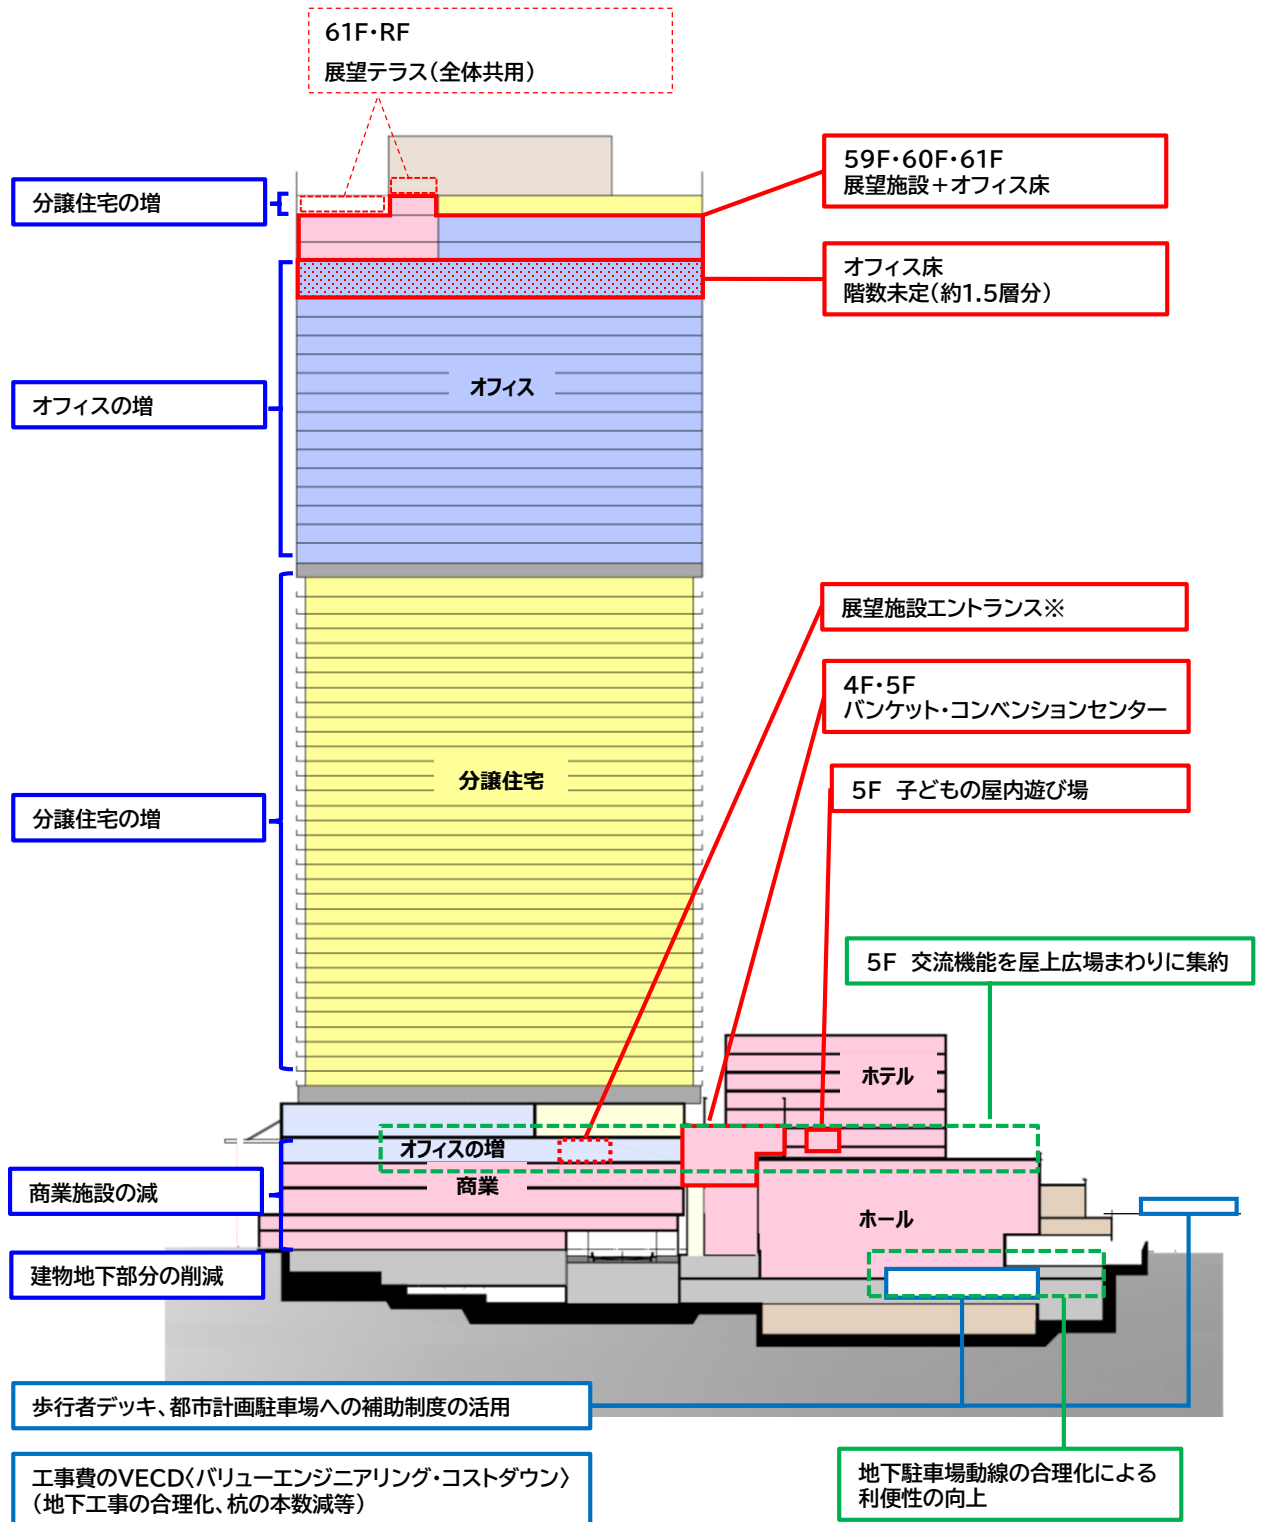 61F・RF
展望テラス(全体共用)
59F・60F・61F
展望施設+オフィス床
分譲住宅の増
オフィス床
階数未定(約1.5層分)
オフィス
オフィスの増
展望施設エントランス※
4F・5F
バンケット・コンベンションセンター
分譲住宅
5F 子どもの屋内遊び場
分譲住宅の増
5F 交流機能を屋上広場まわりに集約
ホテル
オフィスの増
商業
商業施設の減
ホール
建物地下部分の削減
歩行者デッキ、都市計画駐車場への補助制度の活用
工事費のVECD〈バリューエンジニアリング・コストダウン〉
(地下工事の合理化、杭の本数減等)
地下駐車場動線の合理化による
利便性の向上